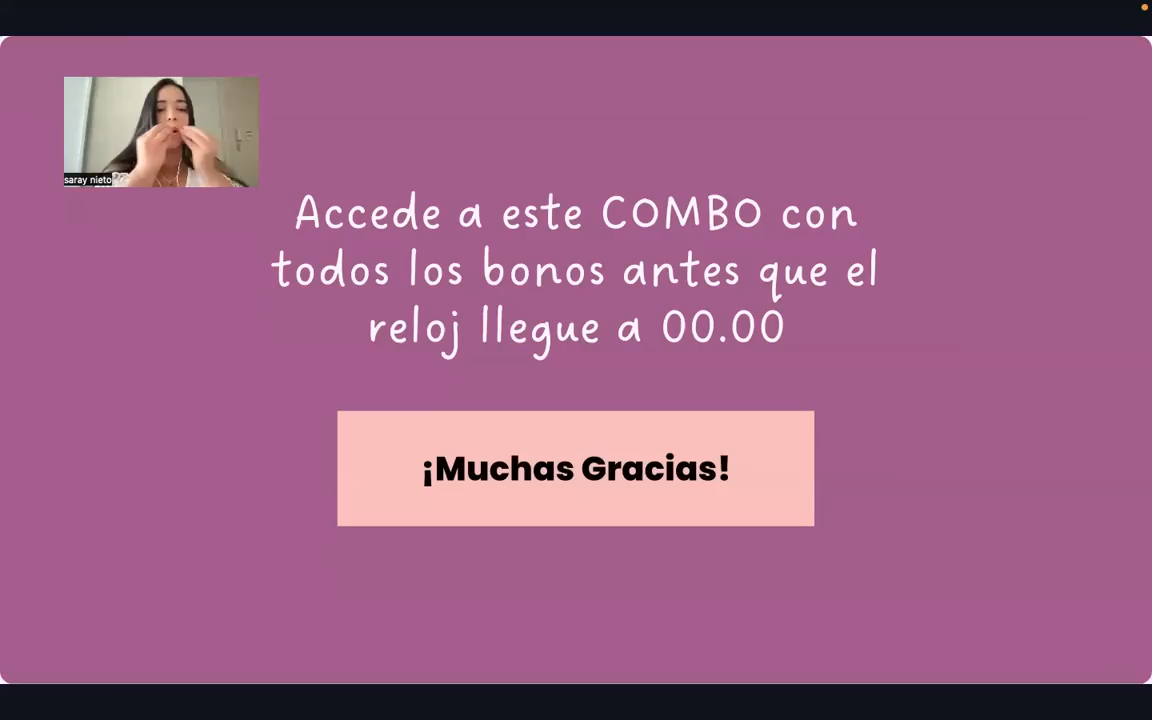 saray nieto
Accede a este COMBO con
todos los bonos antes que el
reloj llegue a 00.00
¡Muchas Gracias!